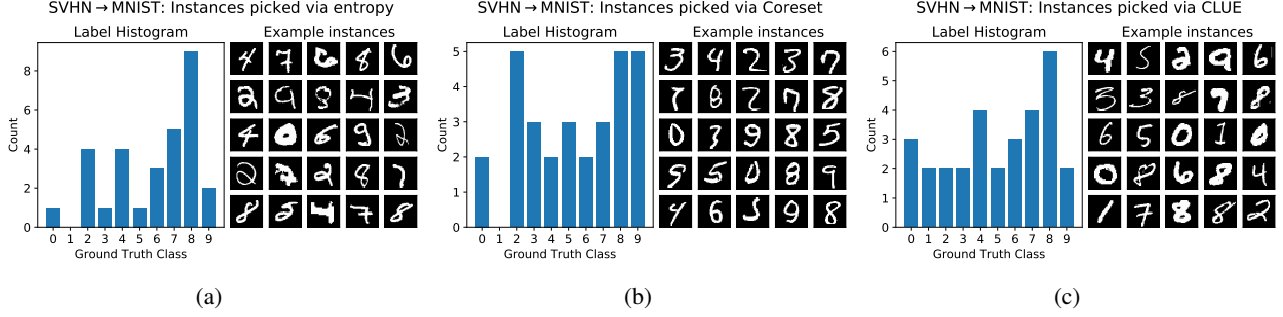 SVHN→MNIST: Instances picked via entropy
Label Histogram
Example instances
Count
8
6
4
2
0
0 1 2 3 4 5 6 7 8 9
Ground Truth Class
(a)
SVHN→MNIST: Instances picked via Coreset
Label Histogram
Example instances
Count
5
4
3
2
1
0
0 1 2 3 4 5 6 7 8 9
Ground Truth Class
(b)
SVHN→MNIST: Instances picked via CLUE
Label Histogram
Example instances
Count
6
5
4
3
2
1
0
0 1 2 3 4 5 6 7 8 9
Ground Truth Class
(c)